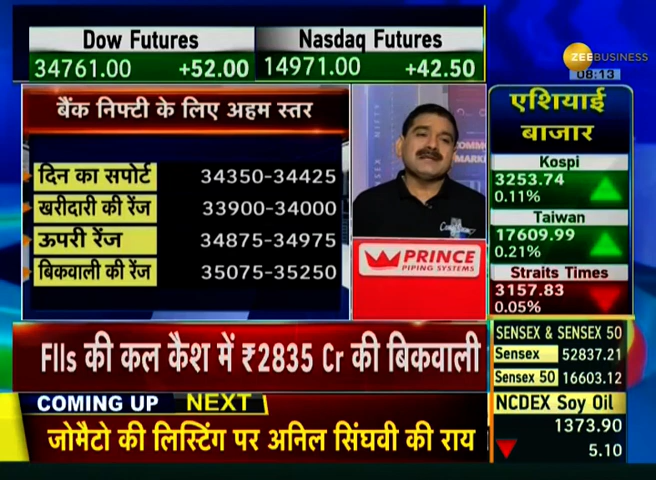 Dow Futures
34761.00 +52.00
Nasdaq Futures
14971.00 +42.50
ZEEBUSINESS
08:13
बैंक निफ्टी के लिए अहम स्तर
दिन का सपोर्ट 34350-34425
खरीदारी की रेंज 33900-34000
ऊपरी रेंज 34875-34975
बिकवाली की रेंज 35075-35250
PRINCE
PIPING SYSTEMS
एशियाई
बाजार
Kospi
3253.74
0.11%
Taiwan
17609.99
0.21%
Straits Times
3157.83
0.05%
SENSEX & SENSEX 50
Sensex 52837.21
Sensex 50 16603.12
NCDEX Soy Oil
1373.90
5.10
FIIs की कल कैश में ₹2835 Cr की बिकवाली
COMING UP NEXT
जोमैटो की लिस्टिंग पर अनिल सिंघवी की राय